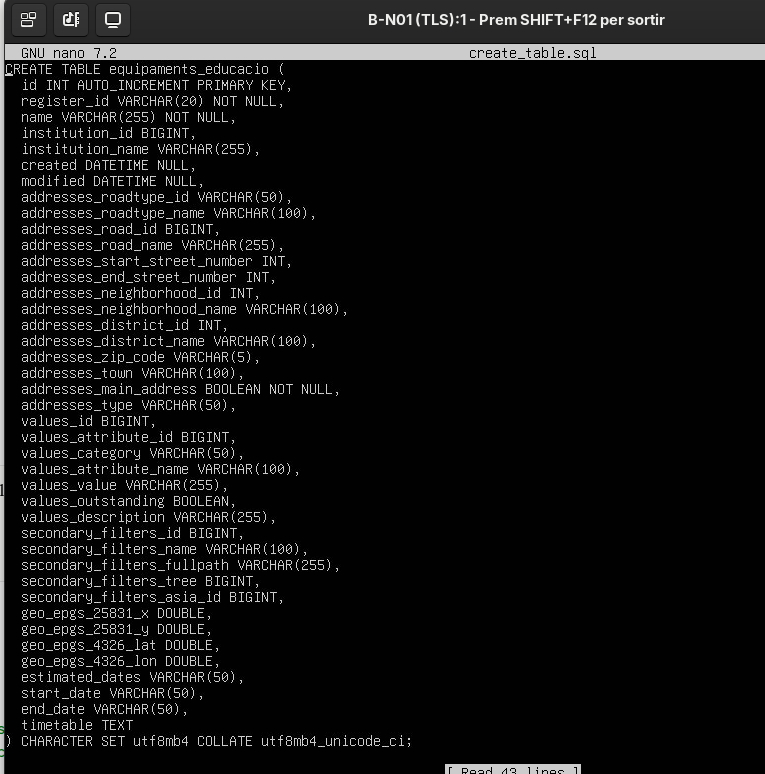 B-N01 (TLS):1 - Prem SHIFT+F12 per sortir
GNU nano 7.2 create_table.sql
CREATE TABLE equipaments_educacio (
id INT AUTO_INCREMENT PRIMARY KEY,
register_id VARCHAR(20) NOT NULL,
name VARCHAR(255) NOT NULL,
institution_id BIGINT,
institution_name VARCHAR(255),
created DATETIME NULL,
modified DATETIME NULL,
addresses_roadtype_id VARCHAR(50),
addresses_roadtype_name VARCHAR(100),
addresses_road_id BIGINT,
addresses_road_name VARCHAR(255),
addresses_start_street_number INT,
addresses_end_street_number INT,
addresses_neighborhood_id INT,
addresses_neighborhood_name VARCHAR(100),
addresses_district_id INT,
addresses_district_name VARCHAR(100),
addresses_zip_code VARCHAR(5),
addresses_town VARCHAR(100),
addresses_main_address BOOLEAN NOT NULL,
addresses_type VARCHAR(50),
values_id BIGINT,
values_attribute_id BIGINT,
values_category VARCHAR(50),
values_attribute_name VARCHAR(100),
values_value VARCHAR(255),
values_outstanding BOOLEAN,
values_description VARCHAR(255),
secondary_filters_id BIGINT,
secondary_filters_name VARCHAR(100),
secondary_filters_fullpath VARCHAR(255),
secondary_filters_tree BIGINT,
secondary_filters_asia_id BIGINT,
geo_epgs_25831_x DOUBLE,
geo_epgs_25831_y DOUBLE,
geo_epgs_4326_lat DOUBLE,
geo_epgs_4326_lon DOUBLE,
estimated_dates VARCHAR(50),
start_date VARCHAR(50),
end_date VARCHAR(50),
timetable TEXT
) CHARACTER SET utf8mb4 COLLATE utf8mb4_unicode_ci;
[ Read 43 lines ]